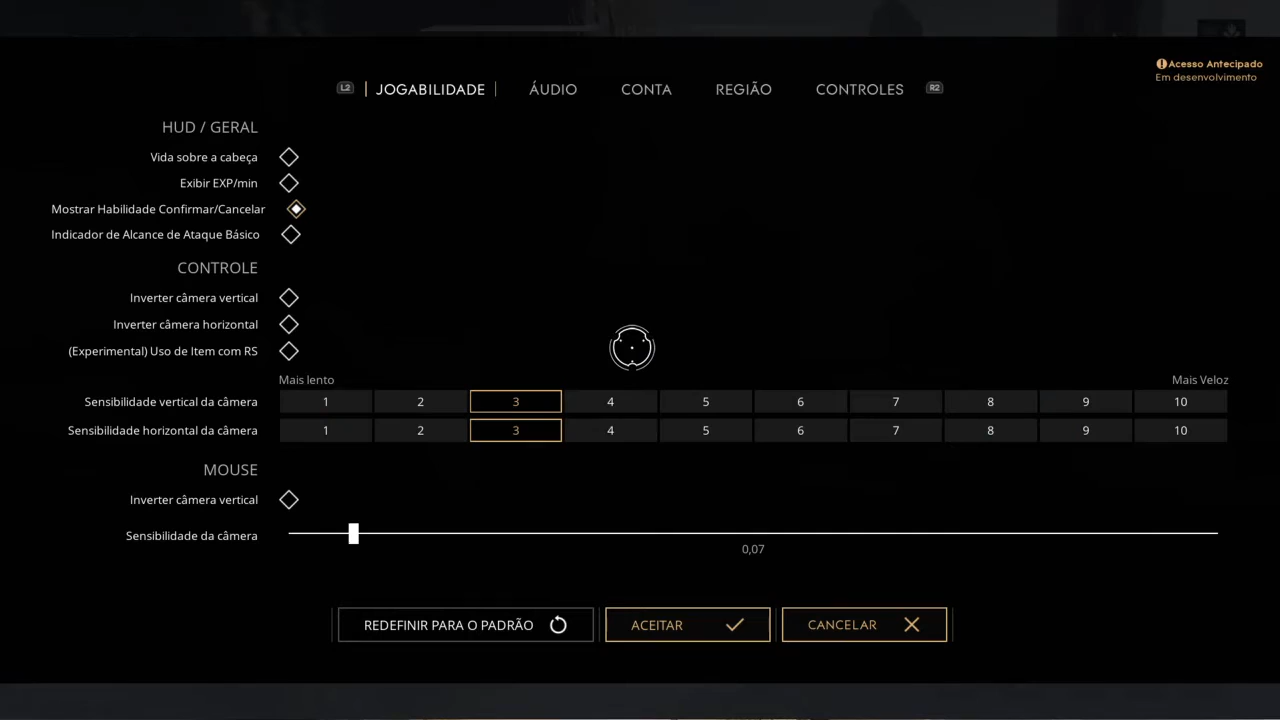 Acesso Antecipado
Em desenvolvimento
L2 JOGABILIDADE ÁUDIO CONTA REGIÃO CONTROLES R2
HUD / GERAL
Vida sobre a cabeça
Exibir EXP/min
Mostrar Habilidade Confirmar/Cancelar
Indicador de Alcance de Ataque Básico
CONTROLE
Inverter câmera vertical
Inverter câmera horizontal
(Experimental) Uso de Item com RS
Mais lento Mais Veloz
Sensibilidade vertical da câmera 1 2 3 4 5 6 7 8 9 10
Sensibilidade horizontal da câmera 1 2 3 4 5 6 7 8 9 10
MOUSE
Inverter câmera vertical
Sensibilidade da câmera
0,07
REDEFINIR PARA O PADRÃO ACEITAR CANCELAR